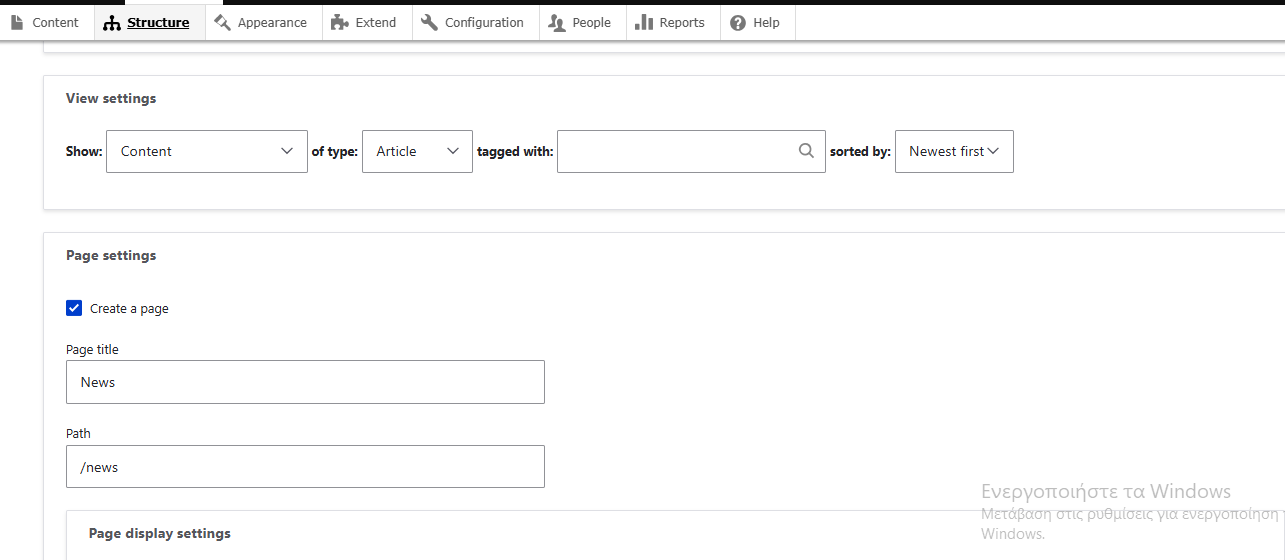 Content Structure Appearance Extend Configuration People Reports Help
View settings
Show: Content of type: Article tagged with: sorted by: Newest first
Page settings
Create a page
Page title
News
Path
/news
Page display settings
Ενεργοποιήστε τα Windows
Μετάβαση στις ρυθμίσεις για ενεργοποίηση
Windows.